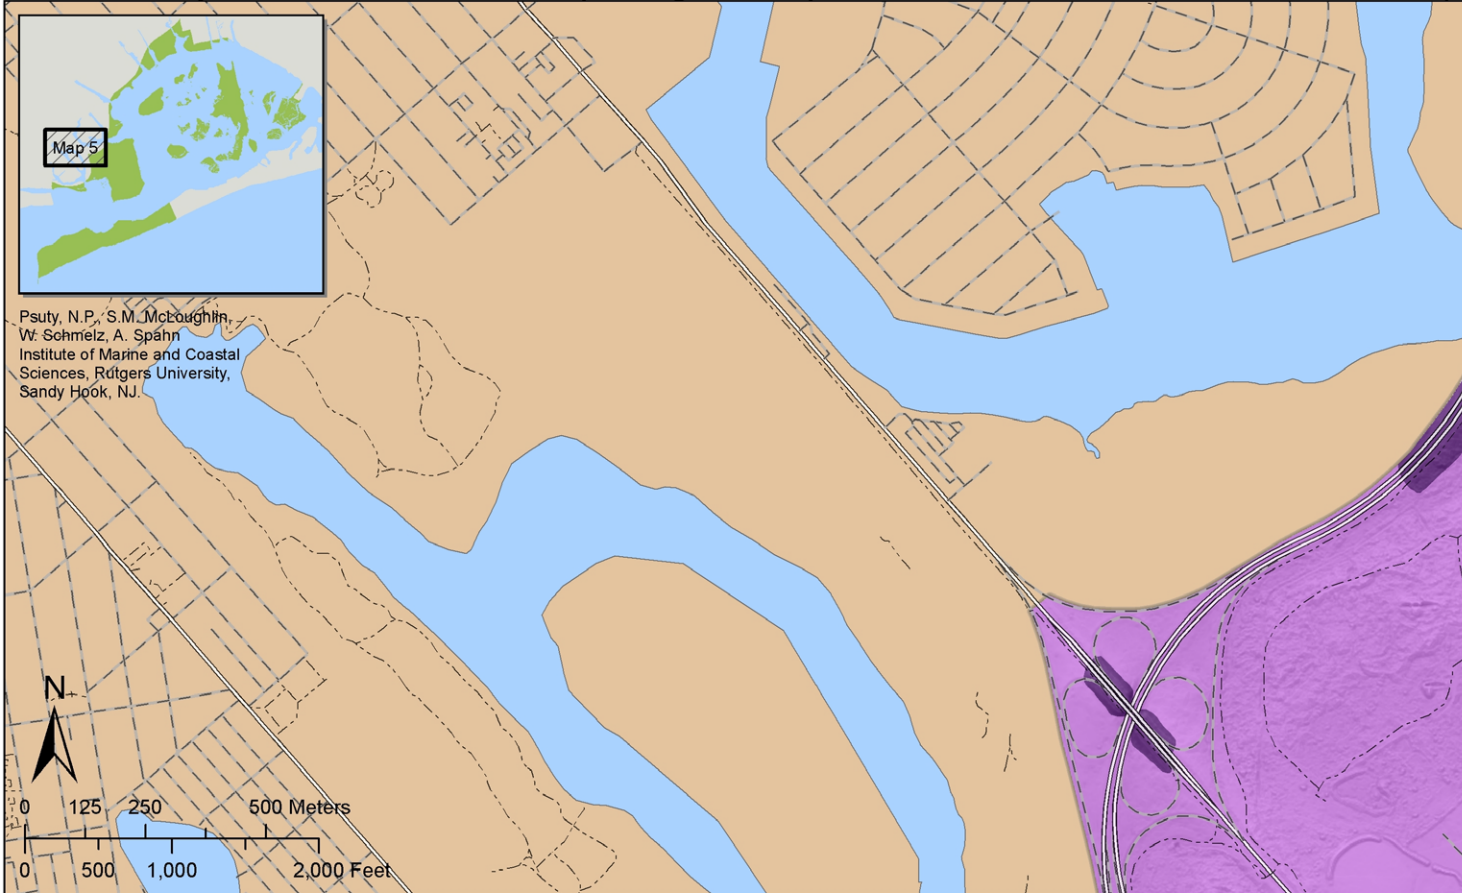 Map 5
Psuty, N.P., S.M. McLoughlin,
W. Schmelz, A. Spahn
Institute of Marine and Coastal
Sciences, Rutgers University,
Sandy Hook, NJ.
N
0 125 250 500 Meters
0 500 1,000 2,000 Feet